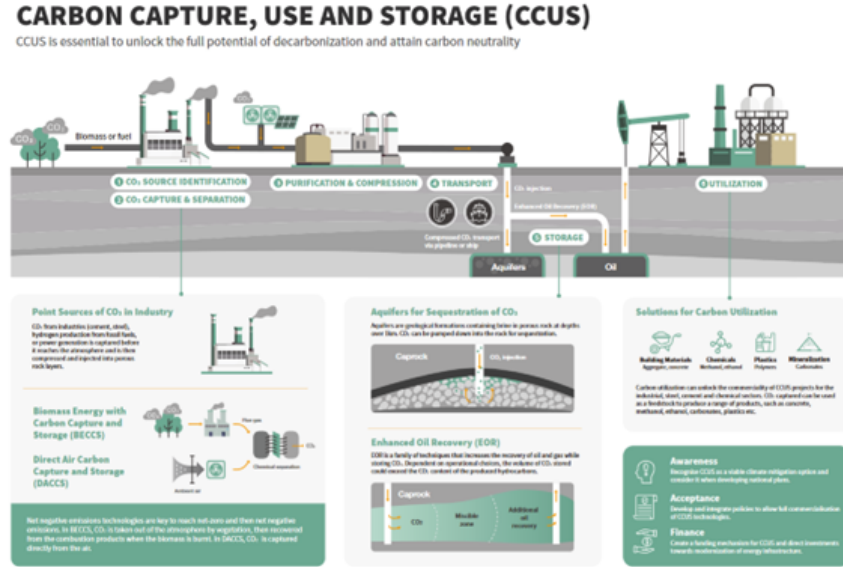 CARBON CAPTURE, USE AND STORAGE (CCUS)
CCUS is essential to unlock the full potential of decarbonization and attain carbon neutrality
CO₂
CO₂
CO₂
Biomass or fuel
1 CO₂ SOURCE IDENTIFICATION
2 CO₂ CAPTURE & SEPARATION
3 PURIFICATION & COMPRESSION
4 TRANSPORT
Compressed CO₂ transport
via pipeline or ship
CO₂ injection
Enhanced Oil Recovery (EOR)
5 STORAGE
Aquifers
Oil
6 UTILIZATION
Point Sources of CO₂ in Industry
CO₂ from industries (cement, steel),
hydrogen production from fossil fuels,
or power generation is captured before
it reaches the atmosphere and is then
compressed and injected into porous
rock layers.
Biomass Energy with
Carbon Capture and
Storage (BECCS)
Direct Air Carbon
Capture and Storage
(DACCS)
Flue gas
CO₂
Chemical separation
Ambient air
Net negative emissions technologies are key to reach net-zero and then net negative
emissions. In BECCS, CO₂ is taken out of the atmosphere by vegetation, then recovered
from the combustion products when the biomass is burnt. In DACCS, CO₂ is captured
directly from the air.
Aquifers for Sequestration of CO₂
Aquifers are geological formations containing brine in porous rock at depths
over 1km. CO₂ can be pumped down into the rock for sequestration.
Caprock
CO₂ injection
Enhanced Oil Recovery (EOR)
EOR is a family of techniques that increases the recovery of oil and gas while
storing CO₂. Dependent on operational choices, the volume of CO₂ stored
could exceed the CO₂ content of the produced hydrocarbons.
Caprock
CO₂
Miscible
zone
Additional
oil
recovery
Solutions for Carbon Utilization
Building Materials
Aggregate, concrete
Chemicals
Methanol, ethanol
Plastics
Polymers
Mineralization
Carbonates
Carbon utilization can unlock the commerciality of CCUS projects for the
industrial, steel, cement and chemical sectors. CO₂ captured can be used
as a feedstock to produce a range of products, such as concrete,
methanol, ethanol, carbonates, plastics etc.
Awareness
Recognise CCUS as a viable climate mitigation option and
consider it when developing national plans.
Acceptance
Develop and integrate policies to allow full commercialisation
of CCUS technologies.
Finance
Create a funding mechanism for CCUS and direct investments
towards modernization of energy infrastructure.